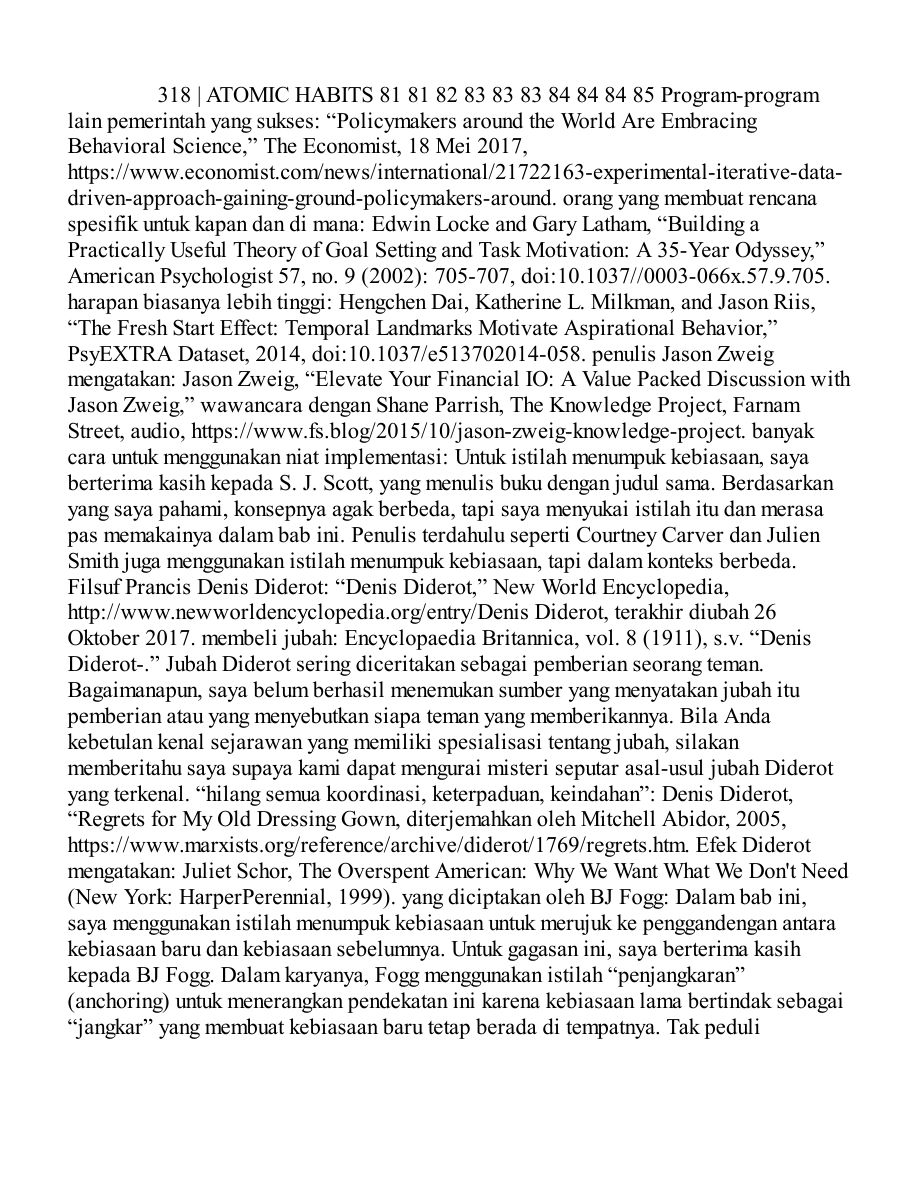 318 | ATOMIC HABITS 81 81 82 83 83 83 84 84 84 85 Program-program
lain pemerintah yang sukses: “Policymakers around the World Are Embracing
Behavioral Science,” The Economist, 18 Mei 2017,
https://www.economist.com/news/international/21722163-experimental-iterative-data-
driven-approach-gaining-ground-policymakers-around. orang yang membuat rencana
spesifik untuk kapan dan di mana: Edwin Locke and Gary Latham, “Building a
Practically Useful Theory of Goal Setting and Task Motivation: A 35-Year Odyssey,”
American Psychologist 57, no. 9 (2002): 705-707, doi:10.1037//0003-066x.57.9.705.
harapan biasanya lebih tinggi: Hengchen Dai, Katherine L. Milkman, and Jason Riis,
“The Fresh Start Effect: Temporal Landmarks Motivate Aspirational Behavior,”
PsyEXTRA Dataset, 2014, doi:10.1037/e513702014-058. penulis Jason Zweig
mengatakan: Jason Zweig, “Elevate Your Financial IO: A Value Packed Discussion with
Jason Zweig,” wawancara dengan Shane Parrish, The Knowledge Project, Farnam
Street, audio, https://www.fs.blog/2015/10/jason-zweig-knowledge-project. banyak
cara untuk menggunakan niat implementasi: Untuk istilah menumpuk kebiasaan, saya
berterima kasih kepada S. J. Scott, yang menulis buku dengan judul sama. Berdasarkan
yang saya pahami, konsepnya agak berbeda, tapi saya menyukai istilah itu dan merasa
pas memakainya dalam bab ini. Penulis terdahulu seperti Courtney Carver dan Julien
Smith juga menggunakan istilah menumpuk kebiasaan, tapi dalam konteks berbeda.
Filsuf Prancis Denis Diderot: “Denis Diderot,” New World Encyclopedia,
http://www.newworldencyclopedia.org/entry/Denis Diderot, terakhir diubah 26
Oktober 2017. membeli jubah: Encyclopaedia Britannica, vol. 8 (1911), s.v. “Denis
Diderot-.” Jubah Diderot sering diceritakan sebagai pemberian seorang teman.
Bagaimanapun, saya belum berhasil menemukan sumber yang menyatakan jubah itu
pemberian atau yang menyebutkan siapa teman yang memberikannya. Bila Anda
kebetulan kenal sejarawan yang memiliki spesialisasi tentang jubah, silakan
memberitahu saya supaya kami dapat mengurai misteri seputar asal-usul jubah Diderot
yang terkenal. “hilang semua koordinasi, keterpaduan, keindahan”: Denis Diderot,
“Regrets for My Old Dressing Gown, diterjemahkan oleh Mitchell Abidor, 2005,
https://www.marxists.org/reference/archive/diderot/1769/regrets.htm. Efek Diderot
mengatakan: Juliet Schor, The Overspent American: Why We Want What We Don't Need
(New York: HarperPerennial, 1999). yang diciptakan oleh BJ Fogg: Dalam bab ini,
saya menggunakan istilah menumpuk kebiasaan untuk merujuk ke penggandengan antara
kebiasaan baru dan kebiasaan sebelumnya. Untuk gagasan ini, saya berterima kasih
kepada BJ Fogg. Dalam karyanya, Fogg menggunakan istilah “penjangkaran”
(anchoring) untuk menerangkan pendekatan ini karena kebiasaan lama bertindak sebagai
“jangkar” yang membuat kebiasaan baru tetap berada di tempatnya. Tak peduli